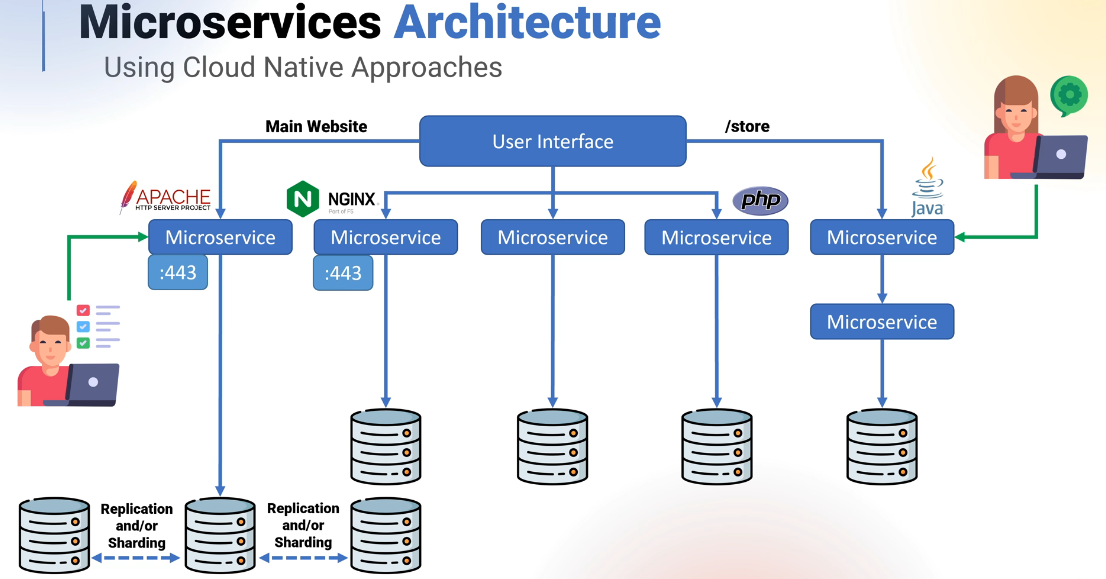 Microservices Architecture
Using Cloud Native Approaches
Main Website
User Interface
/store
APACHE
HTTP SERVER PROJECT
N
NGINX
Part of F5
php
Java
Microservice
Microservice
Microservice
Microservice
Microservice
:443
:443
Microservice
Replication
and/or
Sharding
Replication
and/or
Sharding